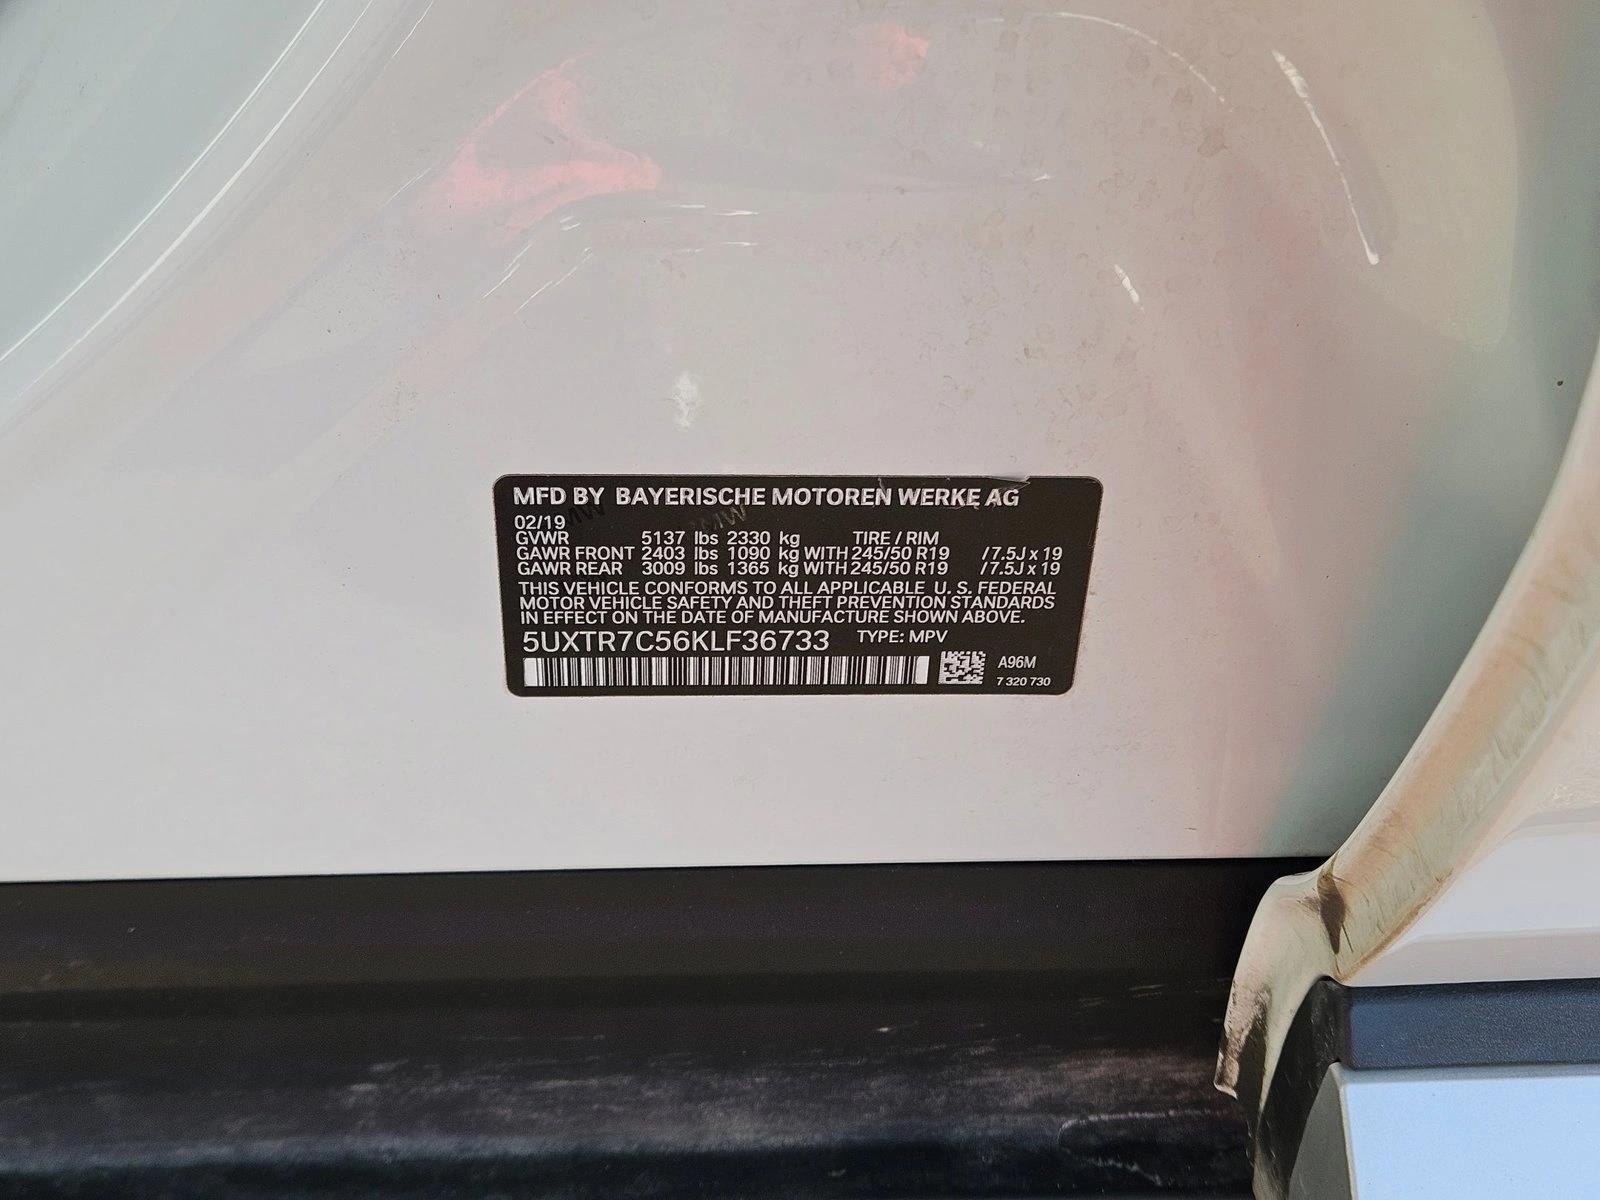 MFD BY BAYERISCHE MOTOREN WERKE AG
02/19
GVWR 5137 lbs 2330 kg TIRE / RIM
GAWR FRONT 2403 lbs 1090 kg WITH 245/50 R19 / 7.5J x 19
GAWR REAR 3009 lbs 1365 kg WITH 245/50 R19 / 7.5J x 19
THIS VEHICLE CONFORMS TO ALL APPLICABLE U. S. FEDERAL
MOTOR VEHICLE SAFETY AND THEFT PREVENTION STANDARDS
IN EFFECT ON THE DATE OF MANUFACTURE SHOWN ABOVE.
5UXTR7C56KLF36733 TYPE: MPV
A96M
7 320 730